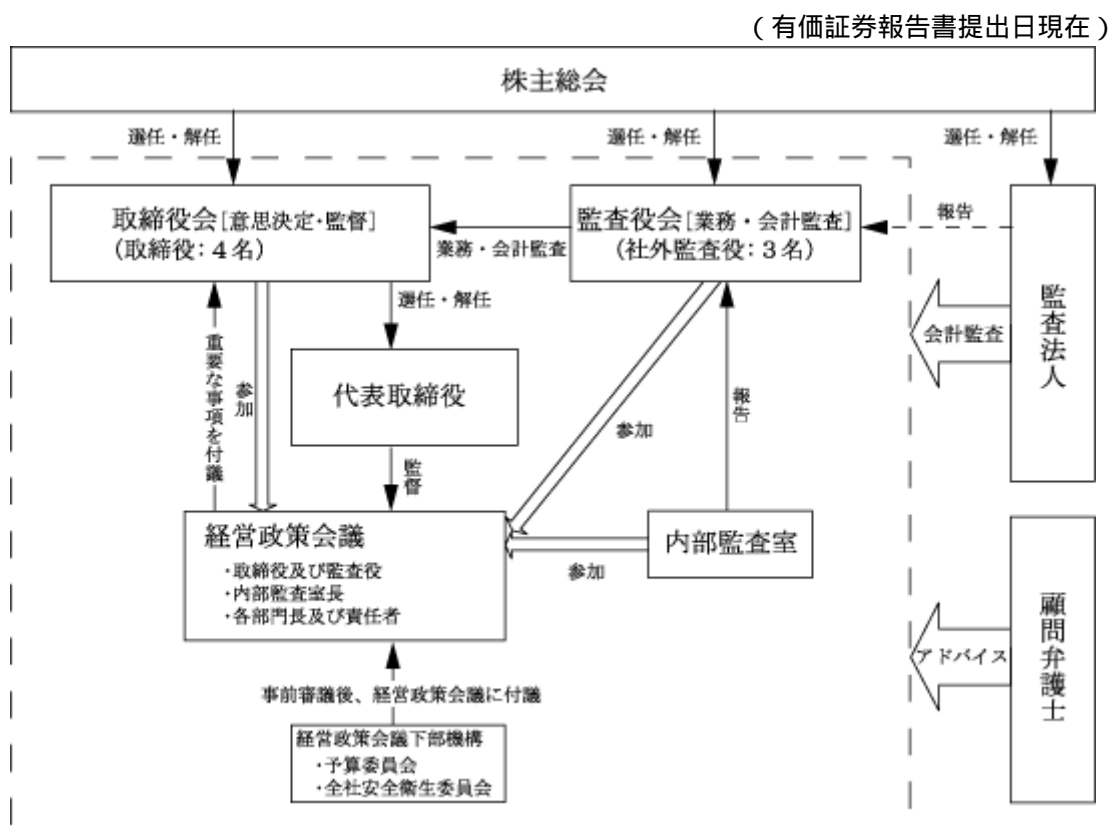 （有価証券報告書提出日現在）
株主総会
選任・解任
選任・解任
選任・解任
取締役会[意思決定・監督]
（取締役：４名）
業務・会計監査
監査役会[業務・会計監査]
（社外監査役：３名）
報告
監査法人
会計監査
選任・解任
重要な事項を付議
参加
代表取締役
監督
参加
報告
経営政策会議
・取締役及び監査役
・内部監査室長
・各部門長及び責任者
参加
内部監査室
顧問弁護士
アドバイス
事前審議後、経営政策会議に付議
経営政策会議下部機構
・予算委員会
・全社安全衛生委員会